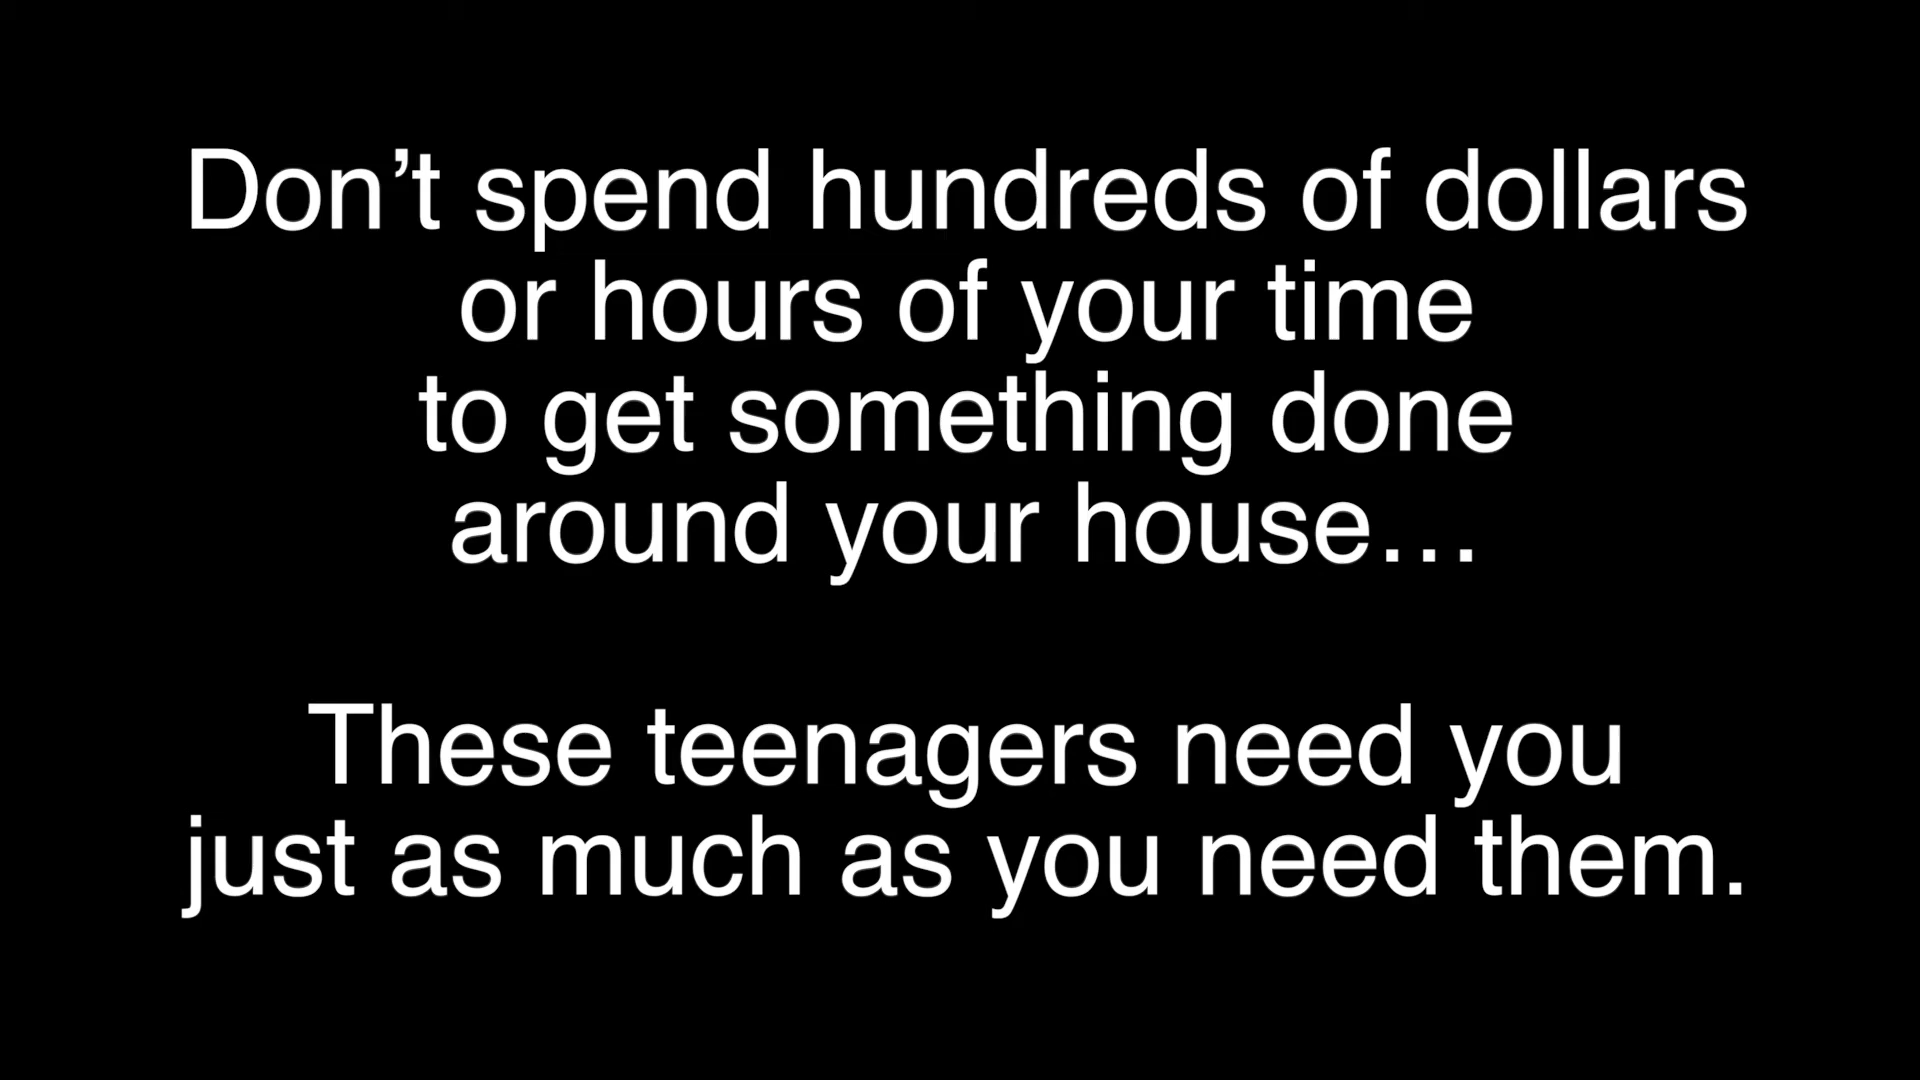 Don’t spend hundreds of dollars
or hours of your time
to get something done
around your house…
These teenagers need you
just as much as you need them.